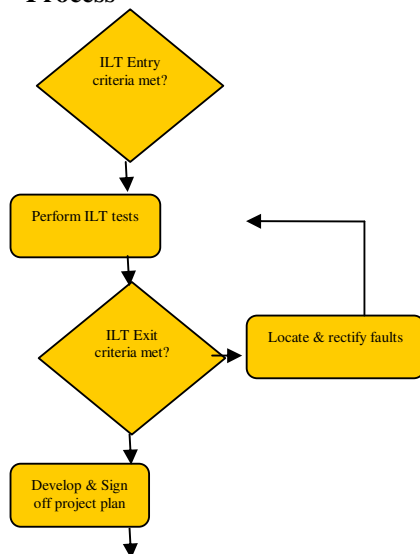 Process
ILT Entry
criteria met?
Perform ILT tests
ILT Exit
criteria met?
Locate & rectify faults
Develop & Sign
off project plan